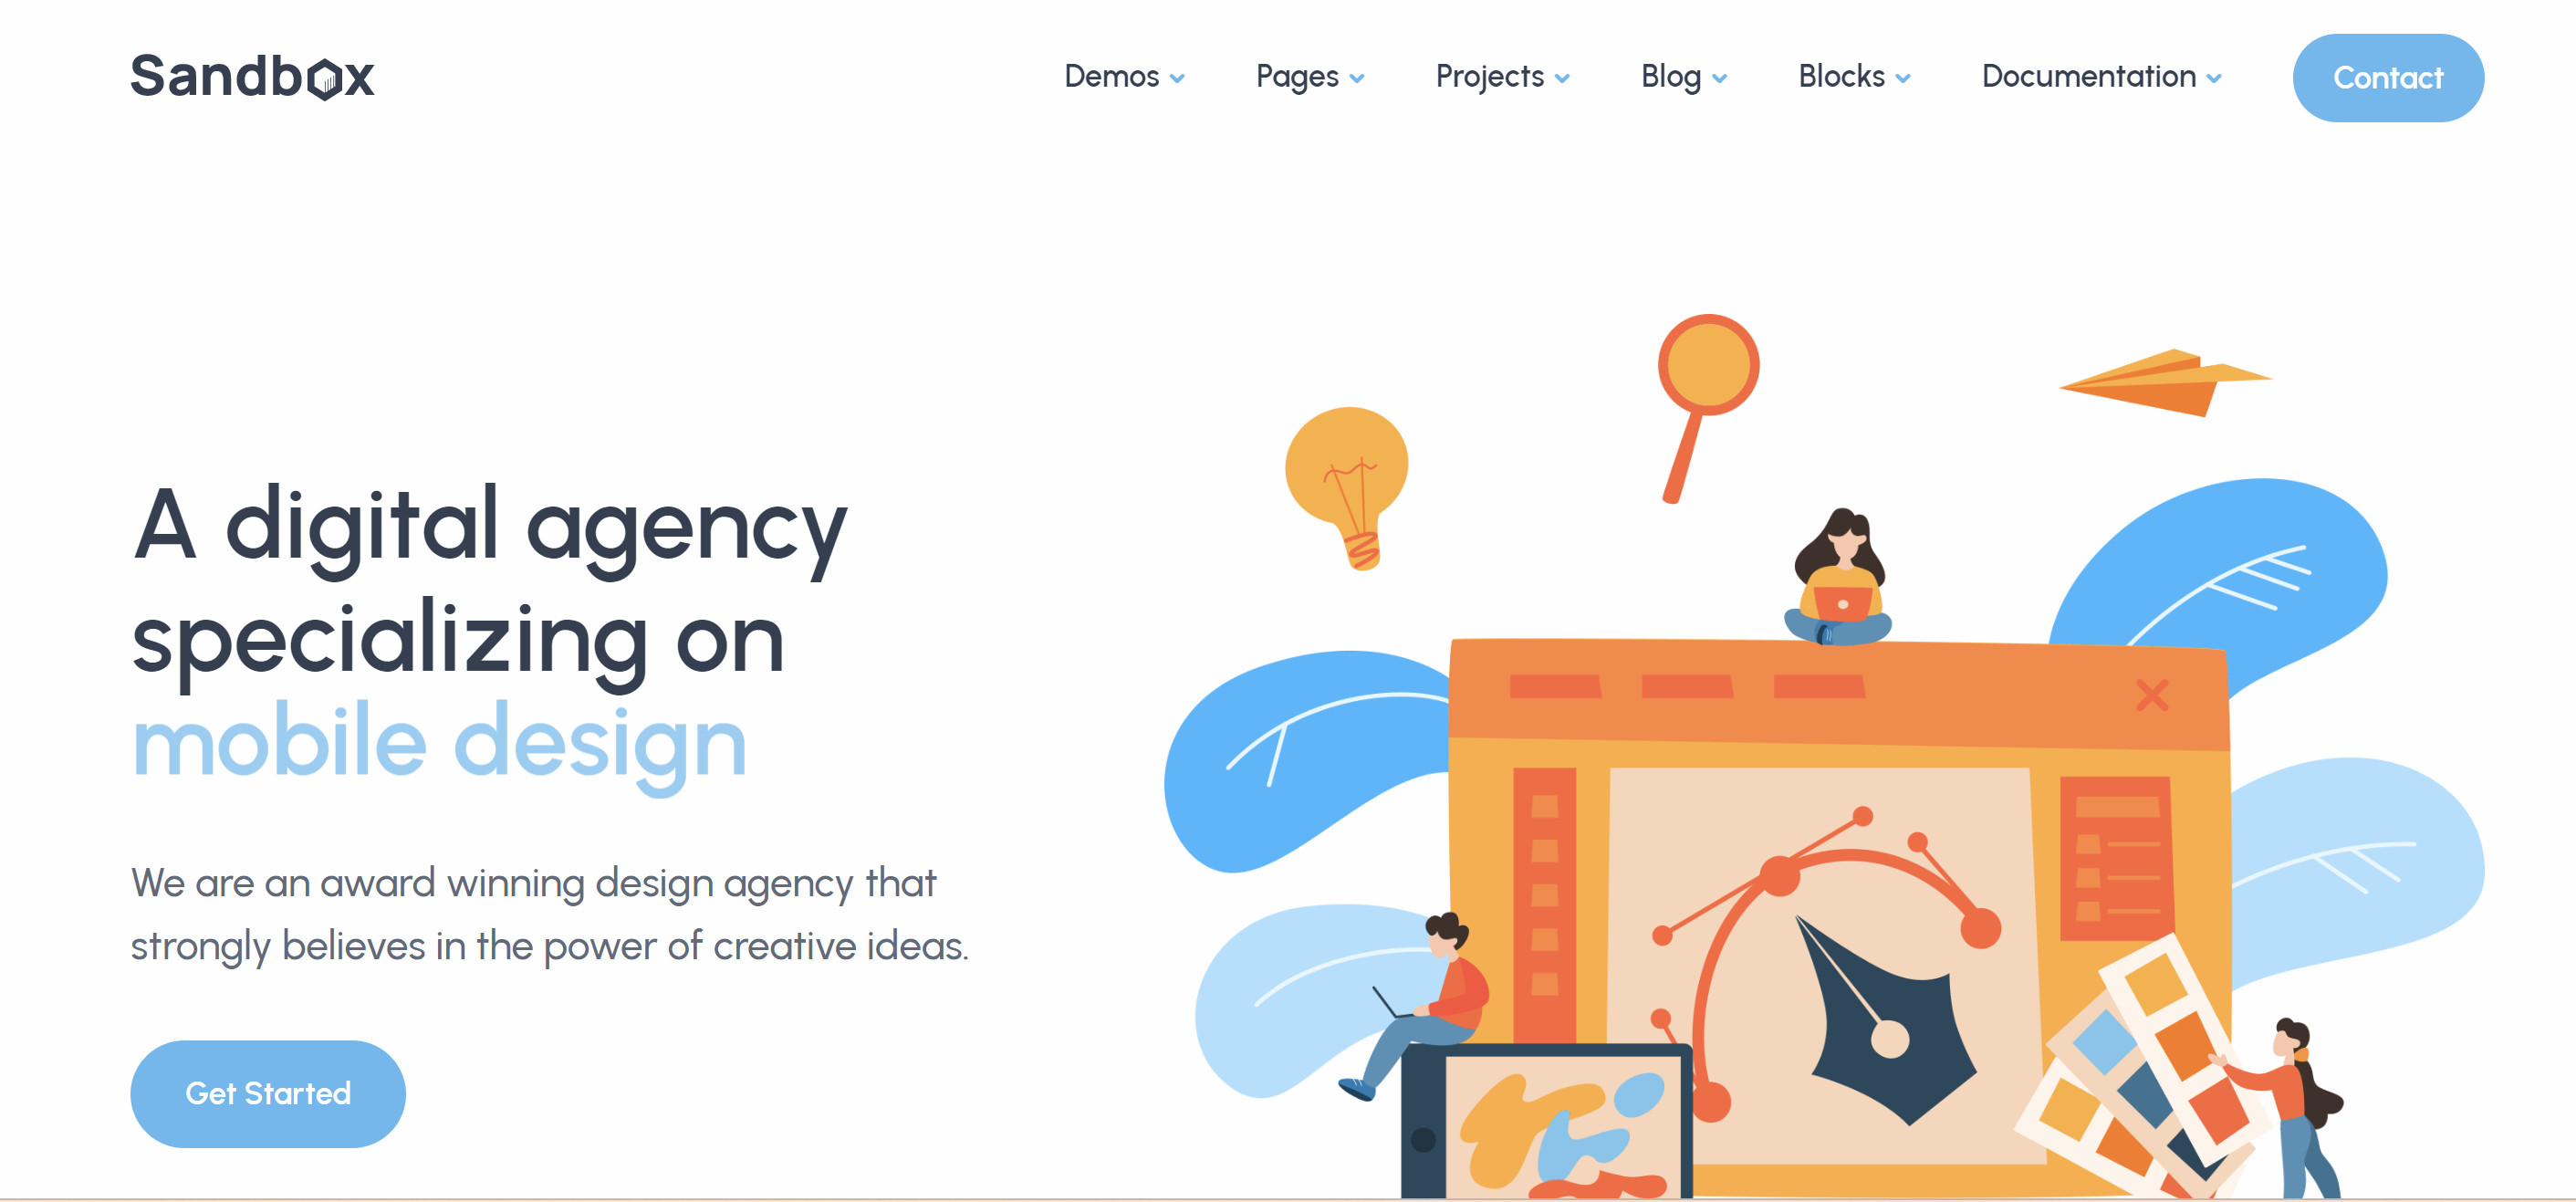 Sandbox
Demos Pages Projects Blog Blocks Documentation Contact
A digital agency
specializing on
mobile design
We are an award winning design agency that
strongly believes in the power of creative ideas.
Get Started